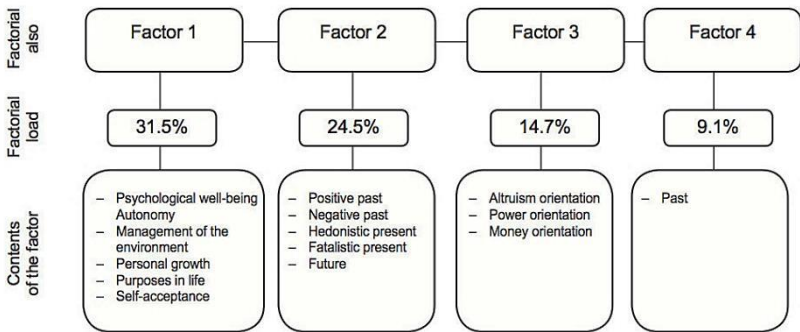 Factorial
also
Factor 1
Factor 2
Factor 3
Factor 4
Factorial
load
31.5%
24.5%
14.7%
9.1%
Contents
of the factor
– Psychological well-being
Autonomy
– Management of the
environment
– Personal growth
– Purposes in life
– Self-acceptance
– Positive past
– Negative past
– Hedonistic present
– Fatalistic present
– Future
– Altruism orientation
– Power orientation
– Money orientation
– Past